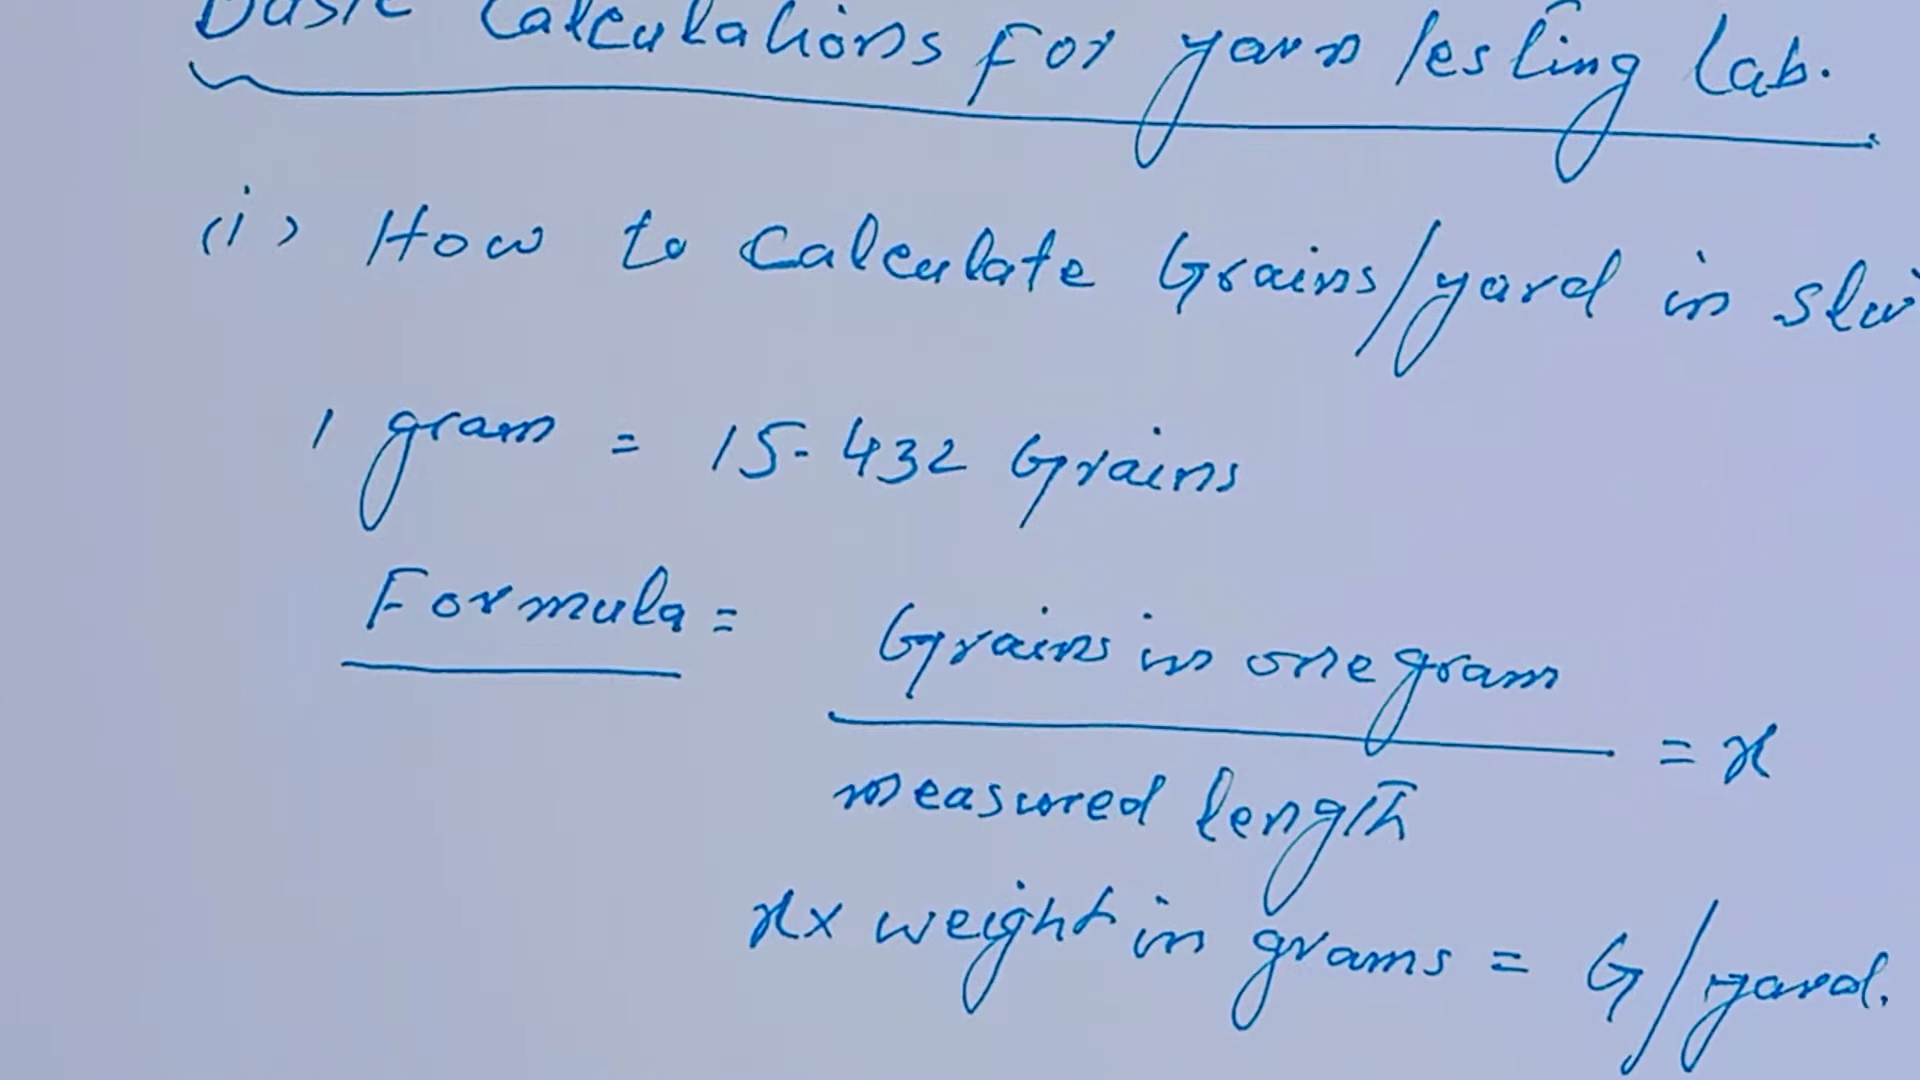 Basic Calculations For yarn Testing Lab.
(i) How to Calculate Grains/yard in
1 gram = 15.432 Grains
Formula = Grains in one gram
measured length
= x
x x weight in grams = G/yard.